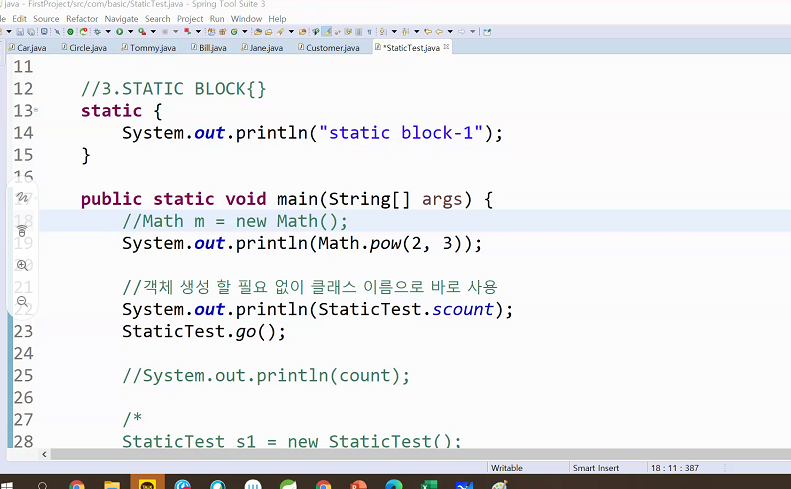 java - FirstProject/src/com/basic/StaticTest.java - Spring Tool Suite 3
Edit Source Refactor Navigate Search Project Run Window Help
Car.java Circle.java Tommy.java Bill.java Jane.java Customer.java *StaticTest.java
11
12 //3.STATIC BLOCK{}
13 static {
14 System.out.println("static block-1");
15 }
16
17 public static void main(String[] args) {
18 //Math m = new Math();
19 System.out.println(Math.pow(2, 3));
20
21 //객체 생성 할 필요 없이 클래스 이름으로 바로 사용
22 System.out.println(StaticTest.scount);
23 StaticTest.go();
24
25 //System.out.println(count);
26
27 /*
28 StaticTest s1 = new StaticTest();
Writable Smart Insert 18 : 11 : 387